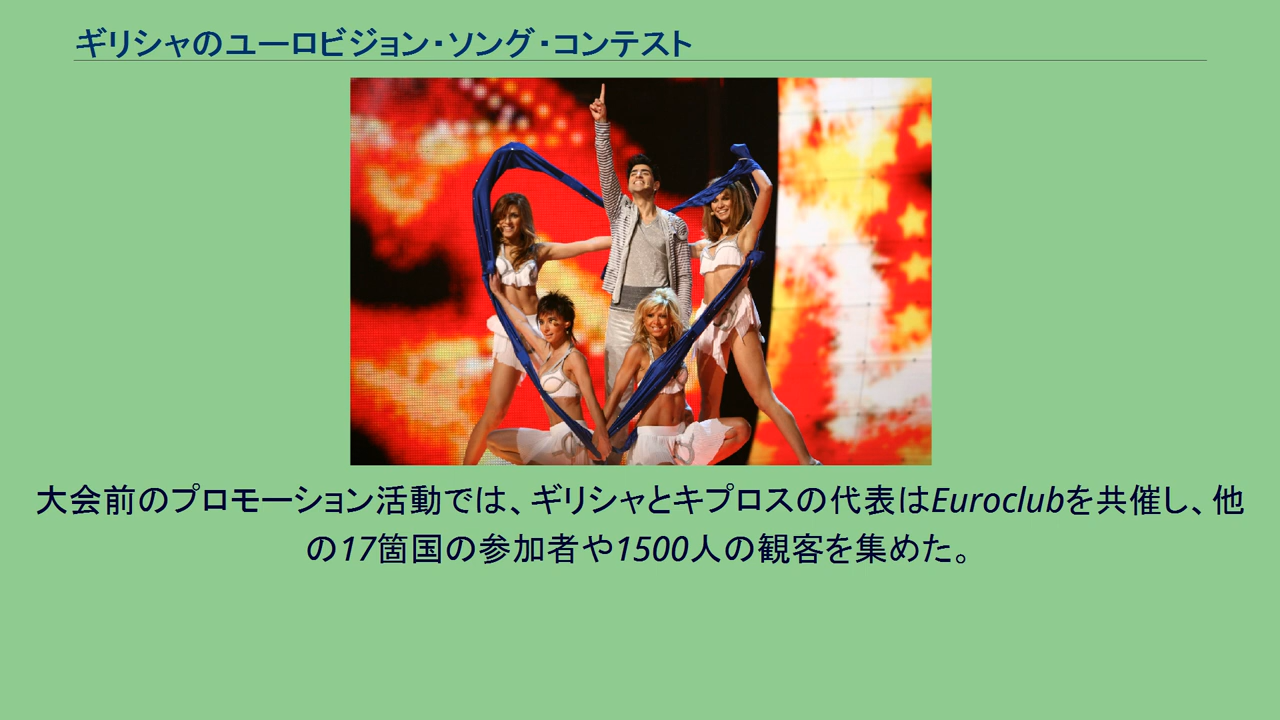 ギリシャのユーロビジョン・ソング・コンテスト
大会前のプロモーション活動では、ギリシャとキプロスの代表はEuroclubを共催し、他
の17箇国の参加者や1500人の観客を集めた。